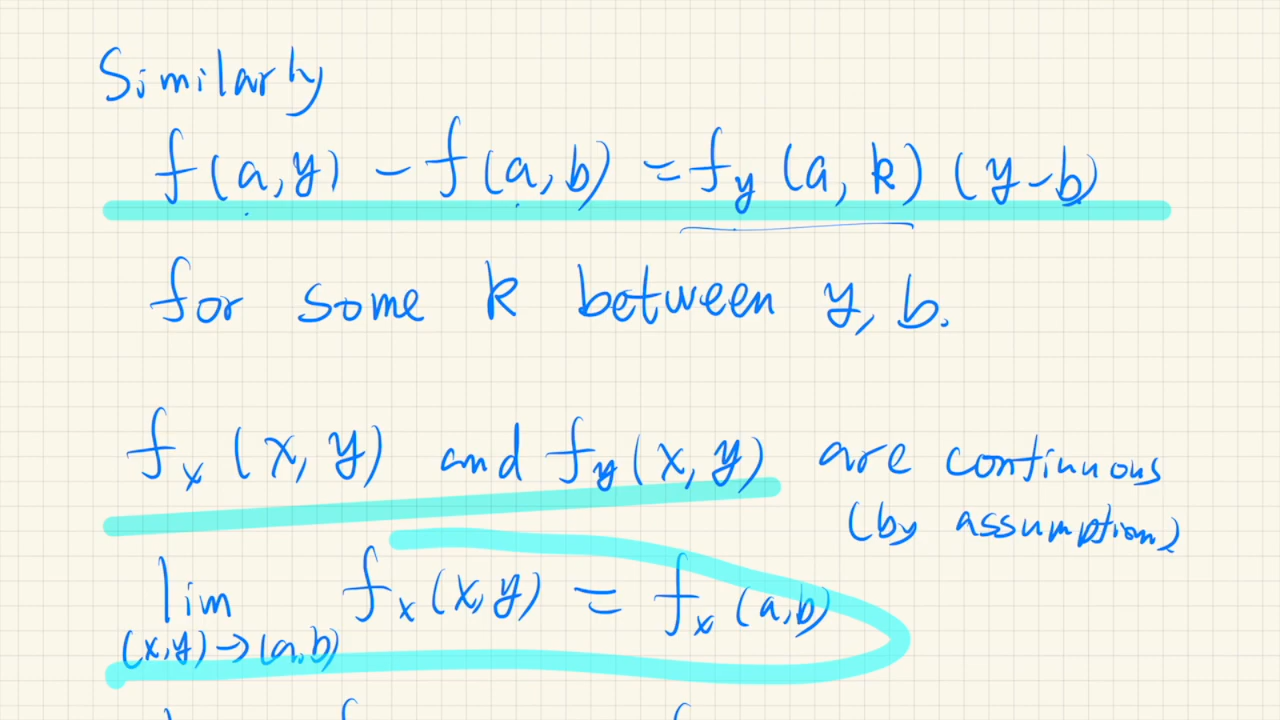 Similarly
f(a,y) - f(a,b) = f_y (a, k) (y-b)
for some k between y, b.
f_x (x, y) and f_y (x, y) are continuous
(by assumption)
lim f_x (x,y) = f_x (a,b)
(x,y) → (a,b)